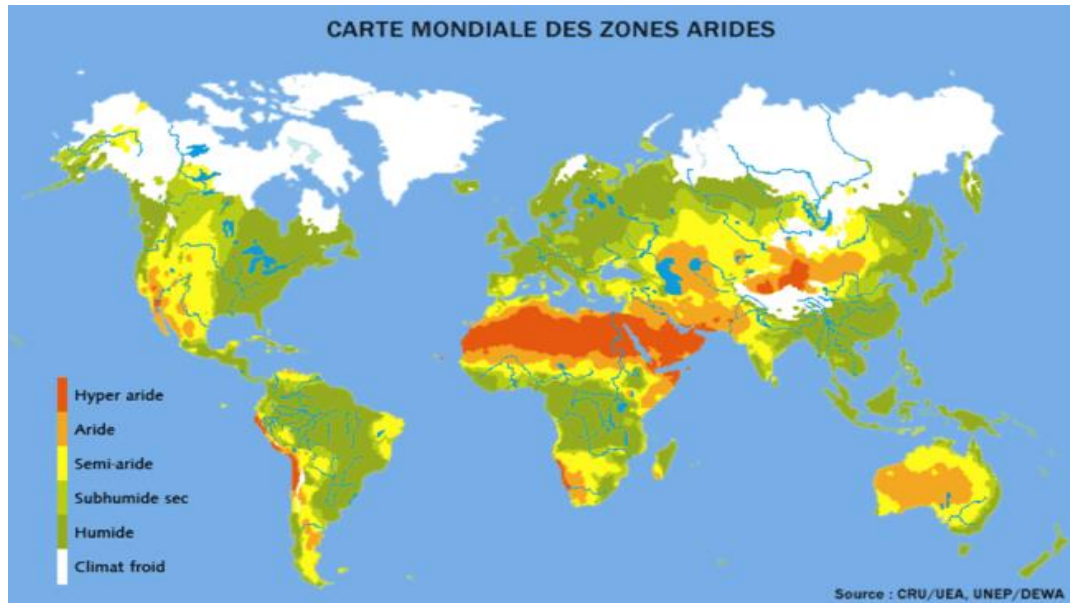 CARTE MONDIALE DES ZONES ARIDES
Hyper aride
Aride
Semi-aride
Subhumide sec
Humide
Climat froid
Source : CRU/UEA, UNEP/DEWA